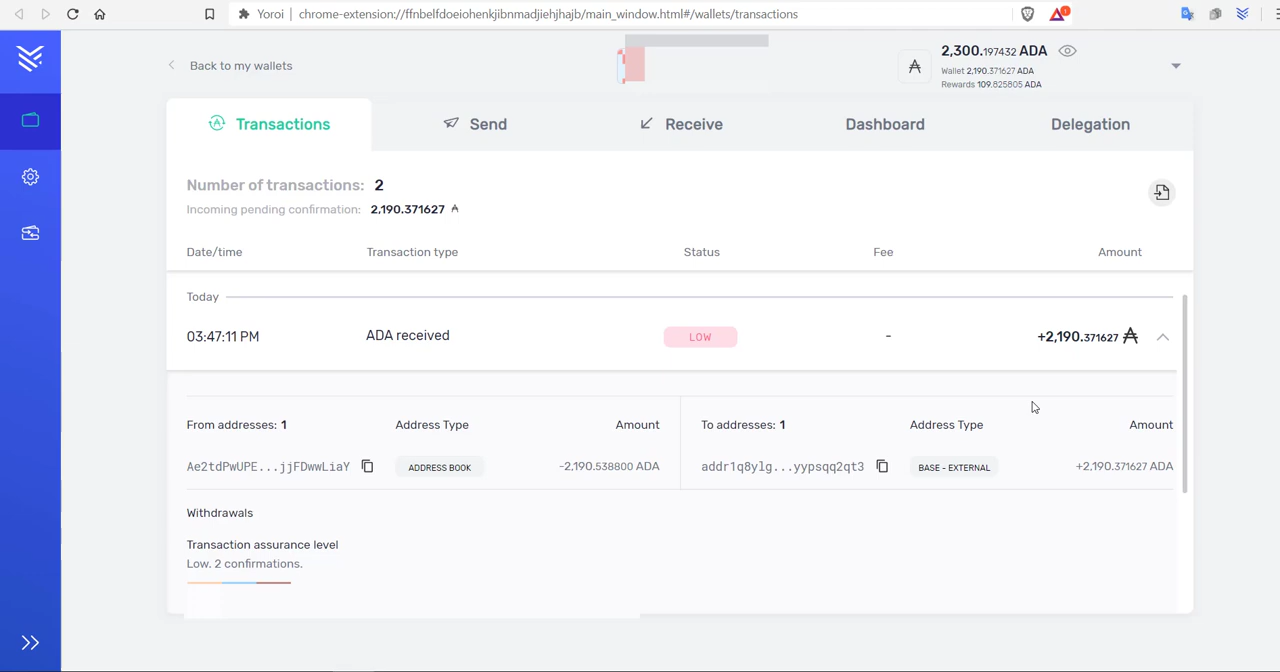 Yoroi | chrome-extension://ffnbelfdoeiohenkjibnmadjiehjhajb/main_window.html#/wallets/transactions
1
Back to my wallets
2,300.197432 ADA
Wallet 2,190.371627 ADA
Rewards 109.825805 ADA
Transactions Send Receive Dashboard Delegation
Number of transactions: 2
Incoming pending confirmation: 2,190.371627
Date/time Transaction type Status Fee Amount
Today
03:47:11 PM ADA received LOW - +2,190.371627
From addresses: 1 Address Type Amount To addresses: 1 Address Type Amount
Ae2tdPwUPE...jjFDwwLiaY ADDRESS BOOK -2,190.538800 ADA addr1q8ylg...yypsqq2qt3 BASE - EXTERNAL +2,190.371627 ADA
Withdrawals
Transaction assurance level
Low. 2 confirmations.